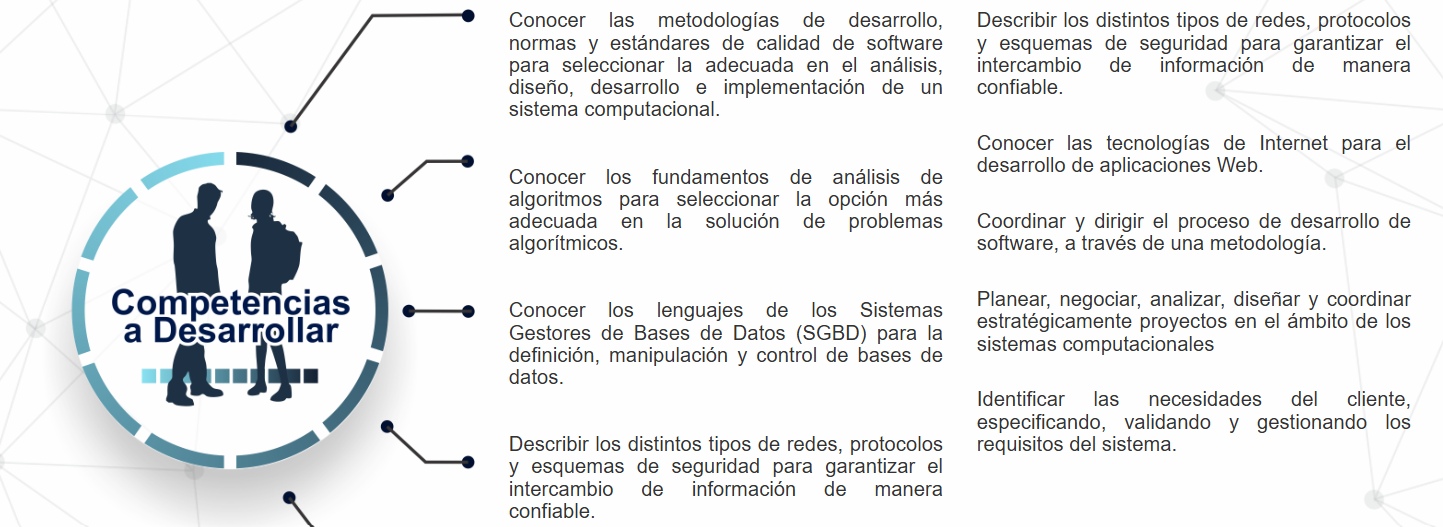 Competencias
a Desarrollar
Conocer las metodologías de desarrollo,
normas y estándares de calidad de software
para seleccionar la adecuada en el análisis,
diseño, desarrollo e implementación de un
sistema computacional.
Conocer los fundamentos de análisis de
algoritmos para seleccionar la opción más
adecuada en la solución de problemas
algorítmicos.
Conocer los lenguajes de los Sistemas
Gestores de Bases de Datos (SGBD) para la
definición, manipulación y control de bases de
datos.
Describir los distintos tipos de redes, protocolos
y esquemas de seguridad para garantizar el
intercambio de información de manera
confiable.
Describir los distintos tipos de redes, protocolos
y esquemas de seguridad para garantizar el
intercambio de información de manera
confiable.
Conocer las tecnologías de Internet para el
desarrollo de aplicaciones Web.
Coordinar y dirigir el proceso de desarrollo de
software, a través de una metodología.
Planear, negociar, analizar, diseñar y coordinar
estratégicamente proyectos en el ámbito de los
sistemas computacionales
Identificar las necesidades del cliente,
especificando, validando y gestionando los
requisitos del sistema.